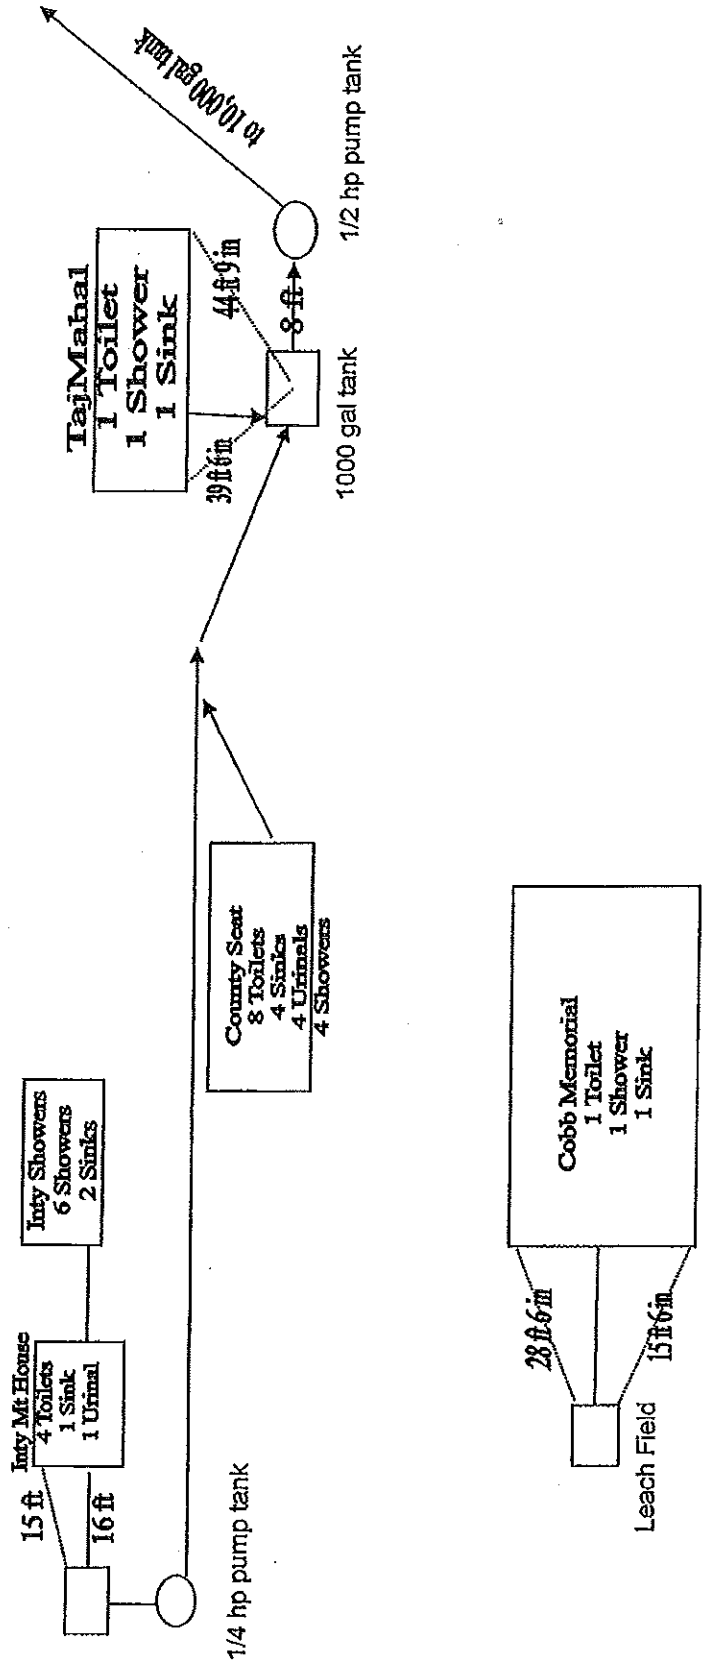 Inty Mt House
4 Toilets
1 Sink
1 Urinal
15 ft
16 ft
1/4 hp pump tank
Inty Showers
6 Showers
2 Sinks
County Seat
8 Toilets
4 Sinks
4 Urinals
4 Showers
TajMahal
1 Toilet
1 Shower
1 Sink
39 ft 6 in
44 ft 9 in
8 ft
1000 gal tank
1/2 hp pump tank
to 10,000 gal tank
Cobb Memorial
1 Toilet
1 Shower
1 Sink
28 ft 6 in
15 ft 6 in
Leach Field